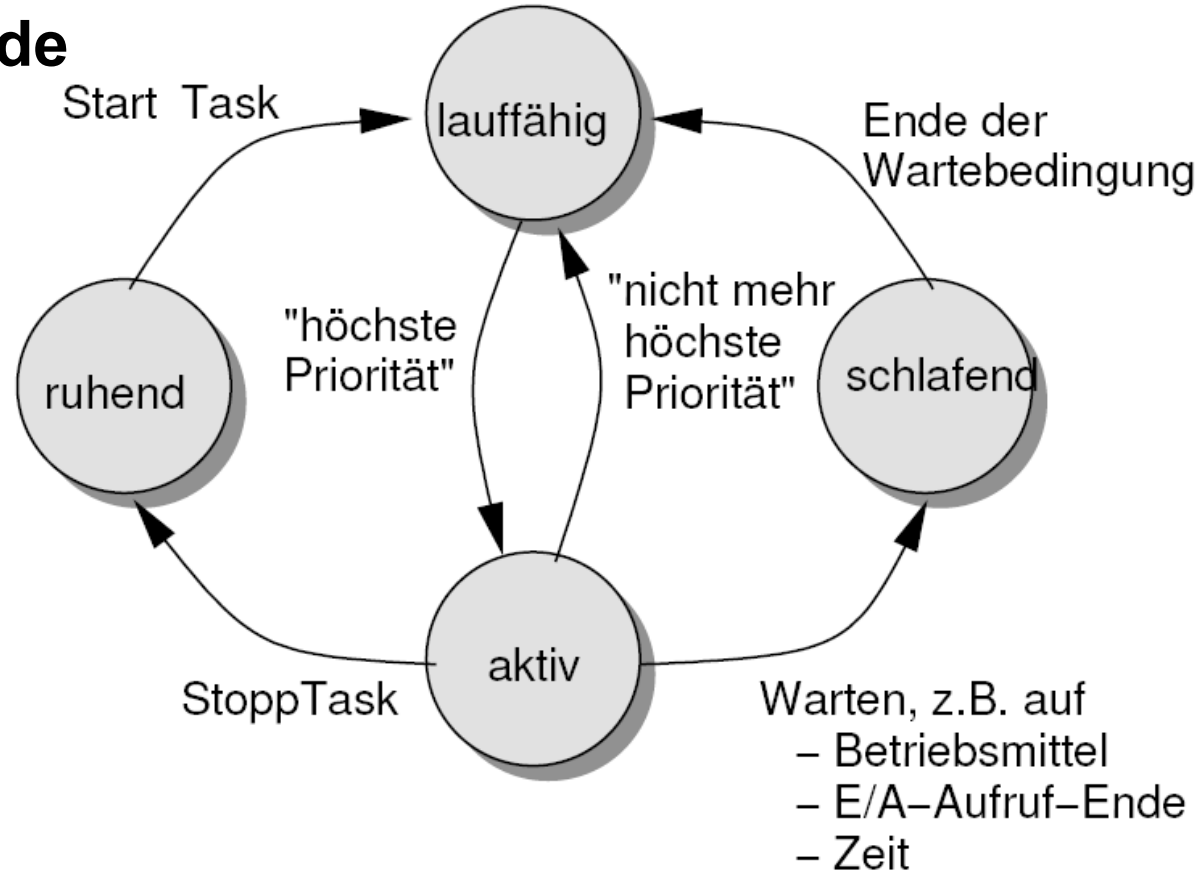 de
Start Task
lauffähig
Ende der
Wartebedingung
"höchste
Priorität"
"nicht mehr
höchste
Priorität"
ruhend
schlafend
aktiv
StoppTask
Warten, z.B. auf
– Betriebsmittel
– E/A–Aufruf–Ende
– Zeit